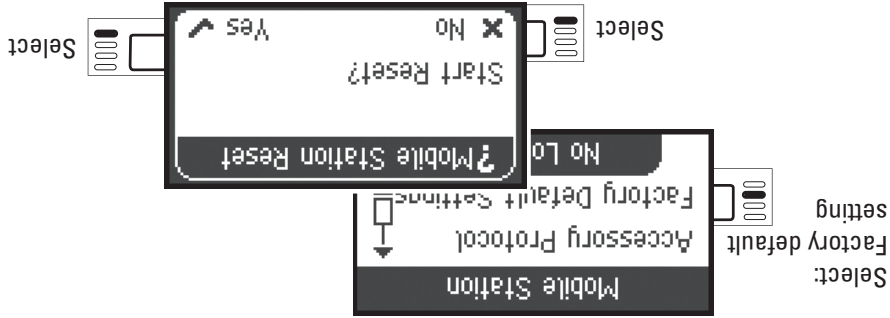 Select:
Factory default
setting
Mobile Station
Accessory Protocol
Factory Default Settings
No Lo
?Mobile Station Reset
Start Reset?
No Yes
Select
Select